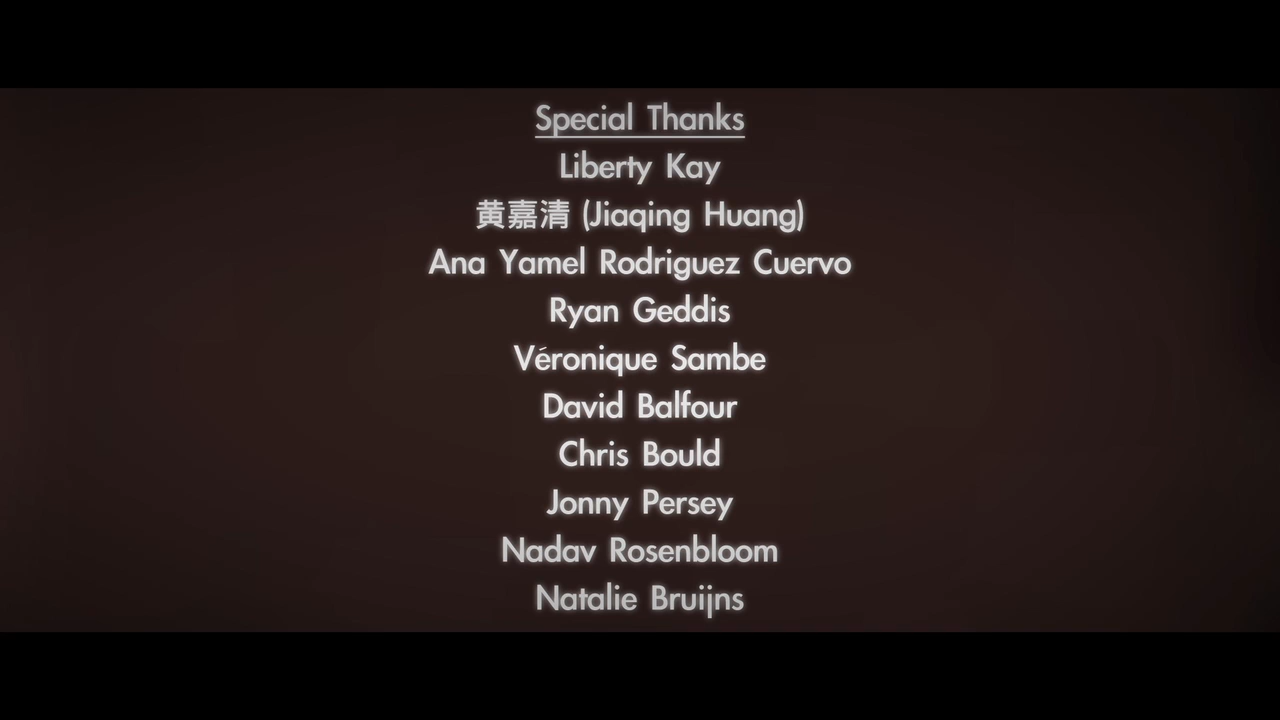 Special Thanks
Liberty Kay
黄嘉清 (Jiaqing Huang)
Ana Yamel Rodriguez Cuervo
Ryan Geddis
Véronique Sambe
David Balfour
Chris Bould
Jonny Persey
Nadav Rosenbloom
Natalie Bruijns